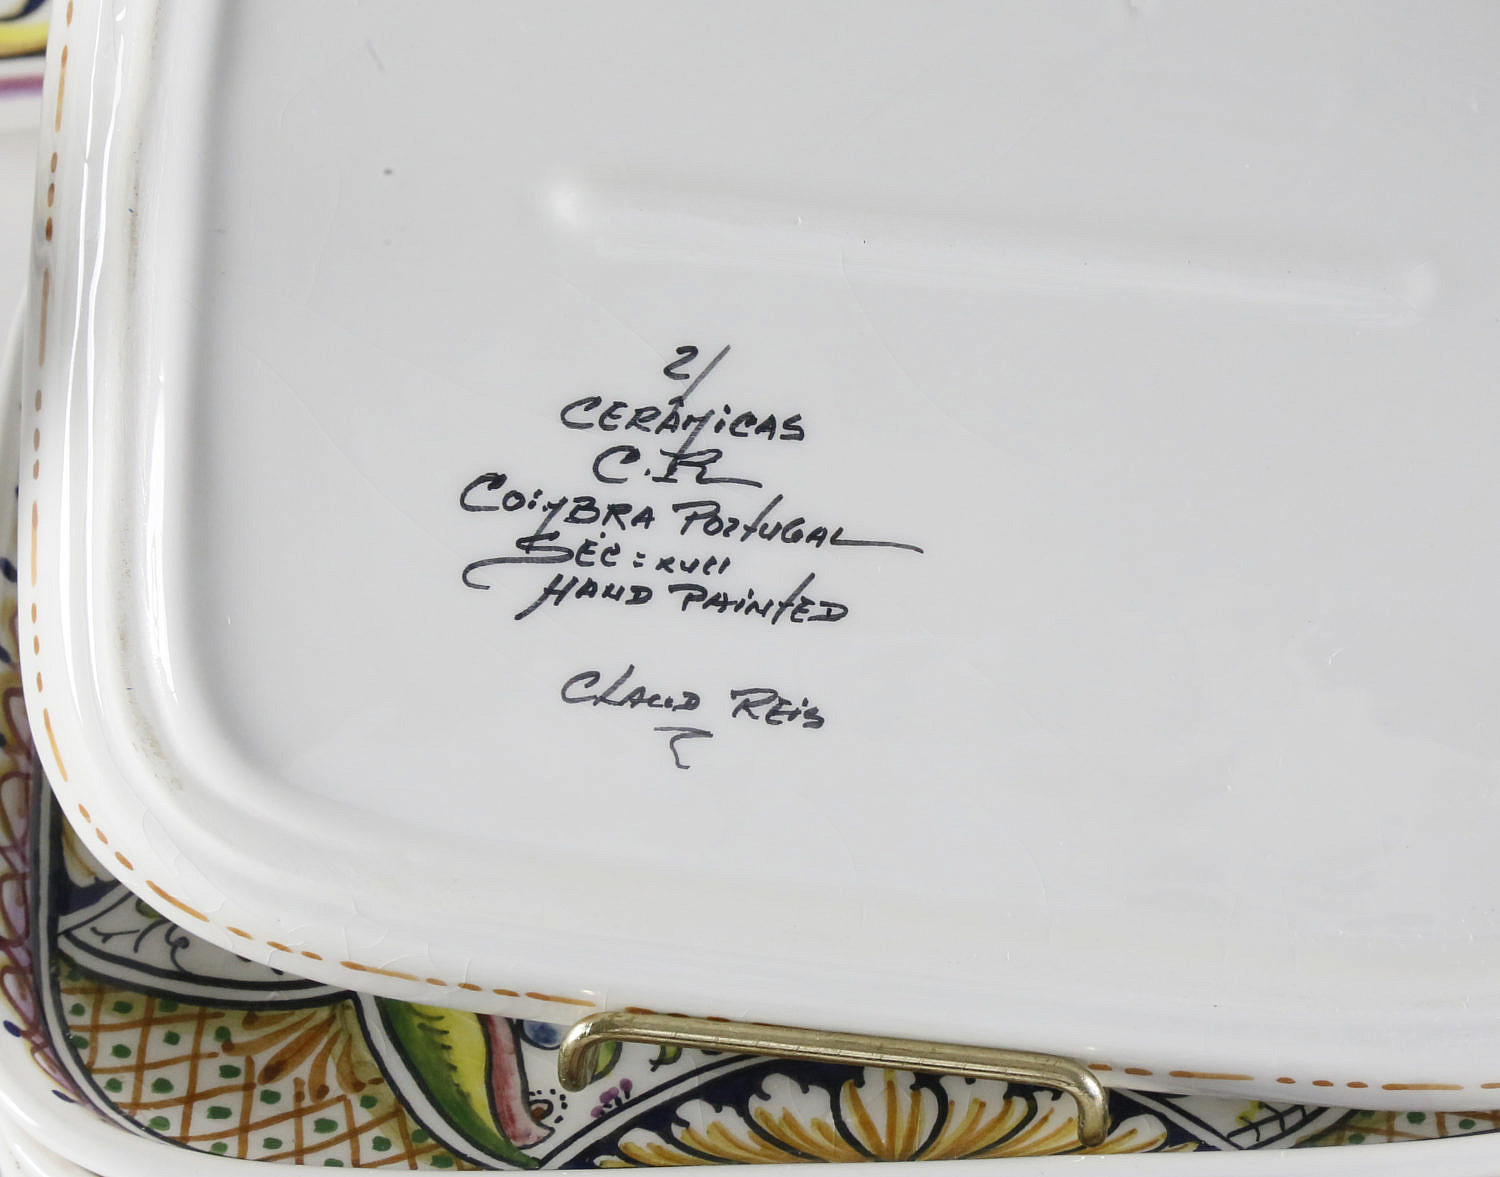 2/
CERÂMICAS
C.R
COiMBRA PORTUGAL
SÉC: XVII
HAND PAiNTED
CLAUD REiS